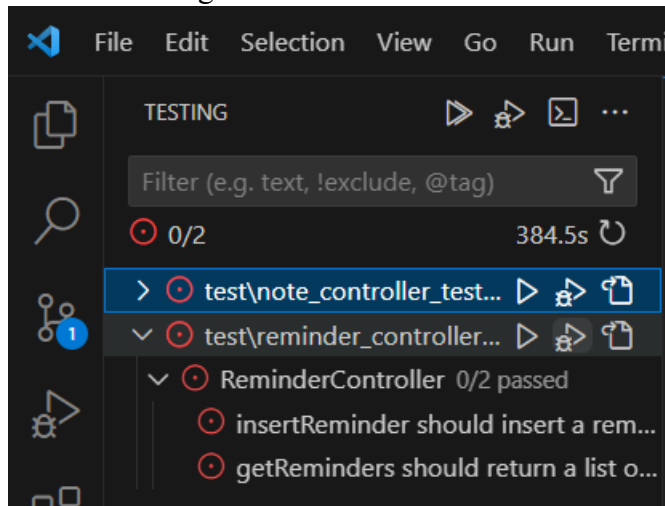 File Edit Selection View Go Run Termi
TESTING
Filter (e.g. text, !exclude, @tag)
0/2 384.5s
test\note_controller_test...
1
test\reminder_controller...
ReminderController 0/2 passed
insertReminder should insert a rem...
getReminders should return a list o...